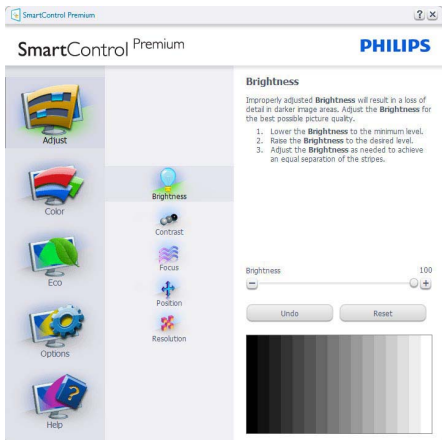 SmartControl Premium
SmartControl Premium
PHILIPS
Adjust
Color
Eco
Options
Help
Brightness
Contrast
Focus
Position
Resolution
Brightness
Improperly adjusted Brightness will result in a loss of
detail in darker image areas. Adjust the Brightness for
the best possible picture quality.
1. Lower the Brightness to the minimum level.
2. Raise the Brightness to the desired level.
3. Adjust the Brightness as needed to achieve
an equal separation of the stripes.
Brightness 100
Undo Reset